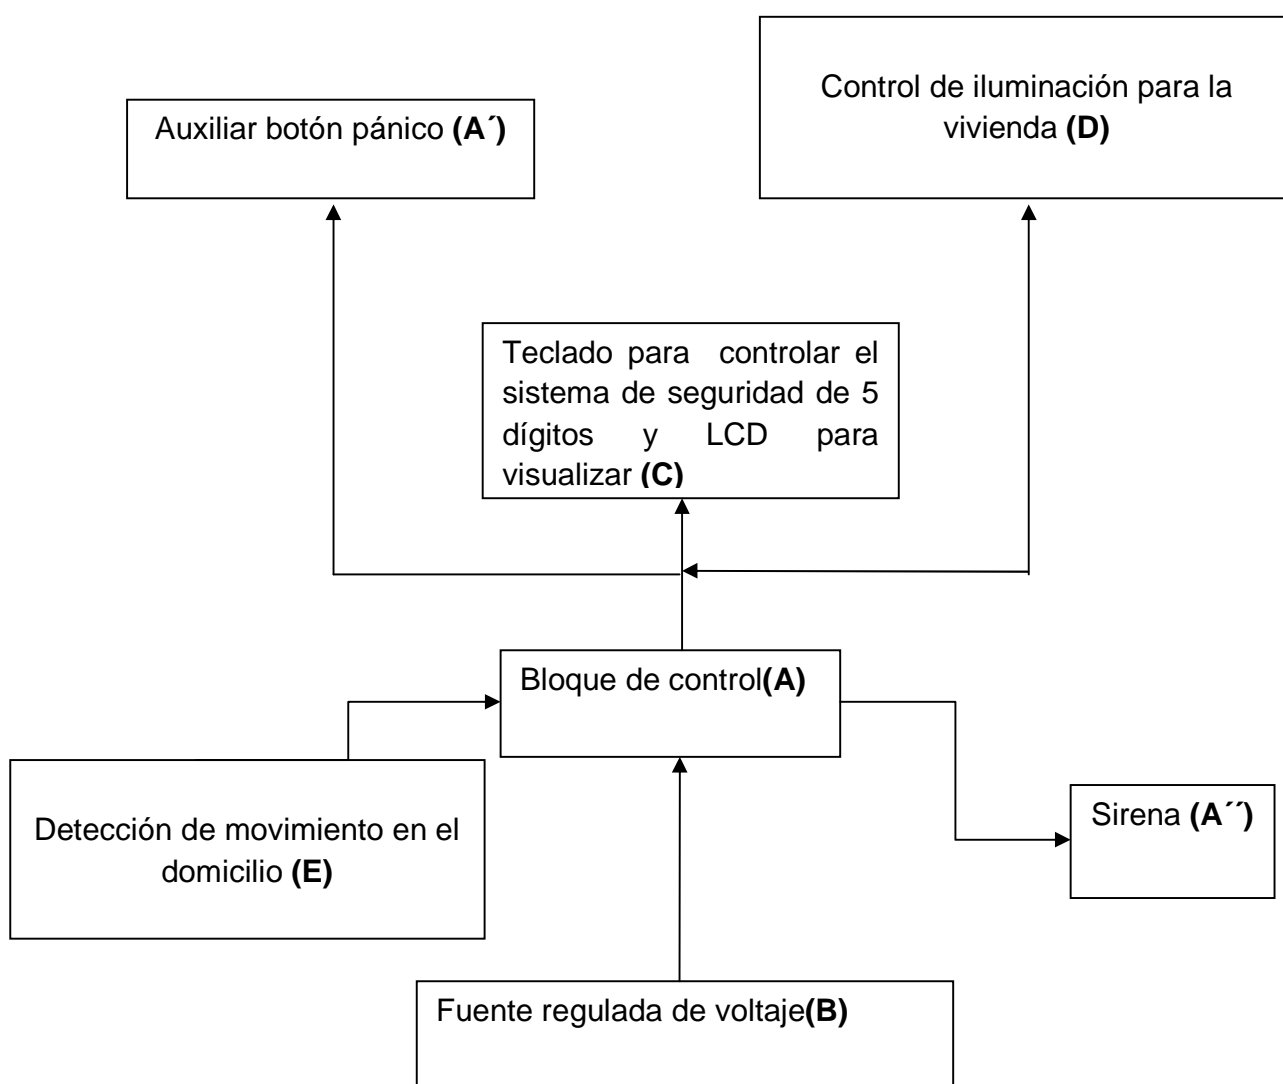 Control de iluminación para la
vivienda (D)
Auxiliar botón pánico (A´)
Teclado para controlar el
sistema de seguridad de 5
dígitos y LCD para
visualizar (C)
Bloque de control(A)
Detección de movimiento en el
domicilio (E)
Sirena (A´´)
Fuente regulada de voltaje(B)